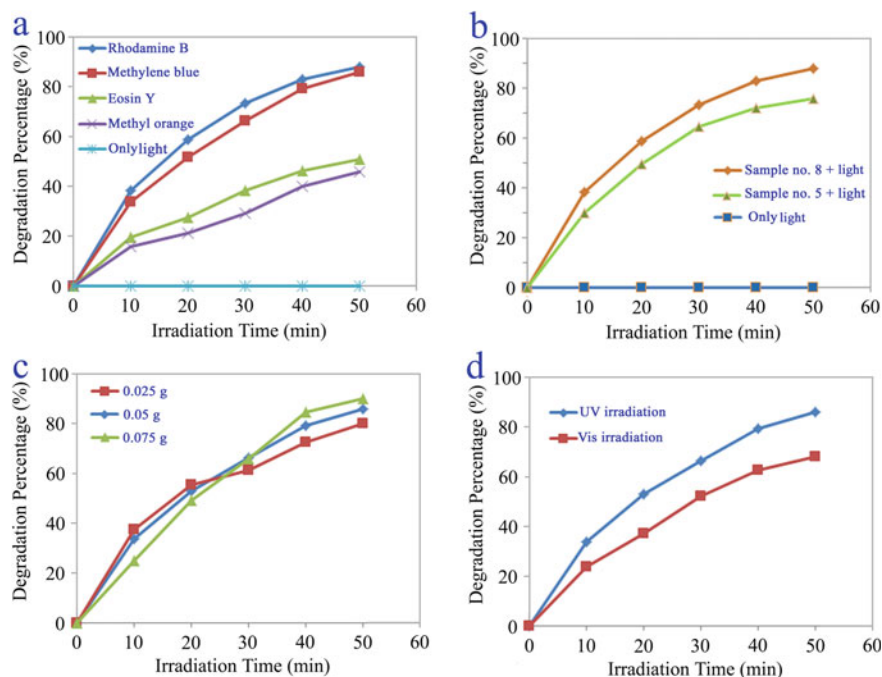 a
Degradation Percentage (%)
100
80
60
40
20
0
Rhodamine B
Methylene blue
Eosin Y
Methyl orange
Only light
0 10 20 30 40 50 60
Irradiation Time (min)
b
Degradation Percentage (%)
100
80
60
40
20
0
Sample no. 8 + light
Sample no. 5 + light
Only light
0 10 20 30 40 50 60
Irradiation Time (min)
c
Degradation Percentage (%)
100
80
60
40
20
0
0.025 g
0.05 g
0.075 g
0 10 20 30 40 50 60
Irradiation Time (min)
d
Degradation Percentage (%)
100
80
60
40
20
0
UV irradiation
Vis irradiation
0 10 20 30 40 50 60
Irradiation Time (min)